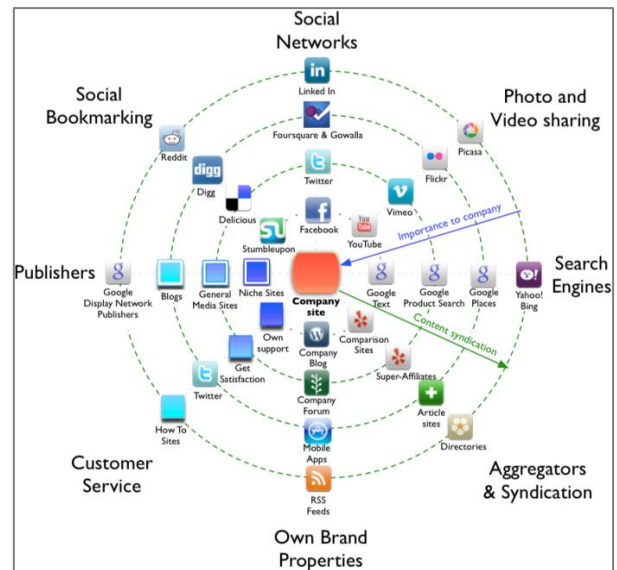 Social
Networks
Linked In
Social
Bookmarking
Photo and
Video sharing
Reddit
Picasa
Foursquare & Gowalla
digg
Digg
Flickr
Twitter
Delicious
Vimeo
Facebook
You
Tube
YouTube
Stumbleupon
Importance to company
Publishers
Google
Display Network
Publishers
Blogs
General
Media Sites
Niche Sites
Company
site
Google
Text
Google
Product Search
Google
Places
Yahoo!
Bing
Search
Engines
Content syndication
Own
support
Company
Blog
Comparison
Sites
Get
Satisfaction
Super-Affiliates
Twitter
Company
Forum
Article
sites
How To
Sites
Mobile
Apps
Directories
Customer
Service
RSS
Feeds
Aggregators
& Syndication
Own Brand
Properties